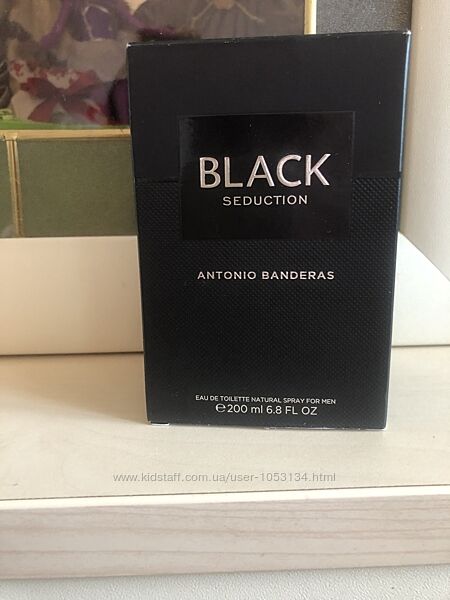 BLACK
SEDUCTION
ANTONIO BANDERAS
EAU DE TOILETTE NATURAL SPRAY FOR MEN
℮200 ml 6.8 FL OZ
www.kidstaff.com.ua/user-1053134.html